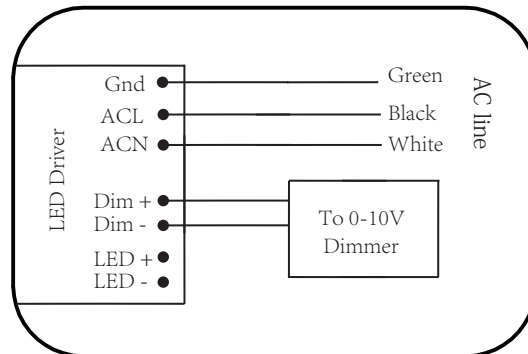 Gnd
Green
ACL
Black
ACN
White
AC line
LED Driver
Dim +
Dim -
LED +
LED -
To 0-10V
Dimmer